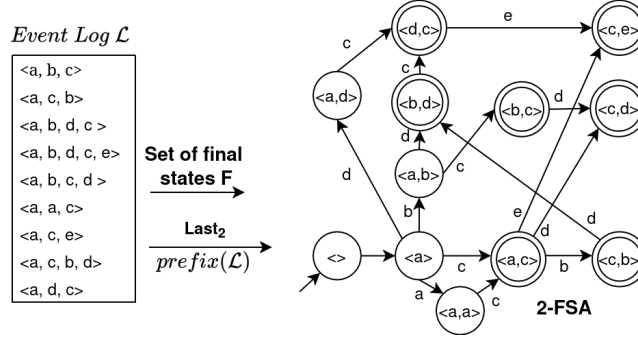 Event Log ℒ
<a, b, c>
<a, c, b>
<a, b, d, c >
<a, b, d, c, e>
<a, b, c, d >
<a, a, c>
<a, c, e>
<a, c, b, d>
<a, d, c>
Set of final
states F
Last₂
prefix(ℒ)
<d,c>
e
<c,e>
c
<a,d>
c
<b,d>
<b,c>
d
<c,d>
d
<a,b>
c
d
b
e
d
d
<>
<a>
c
<a,c>
b
<c,b>
a
<a,a>
c
2-FSA